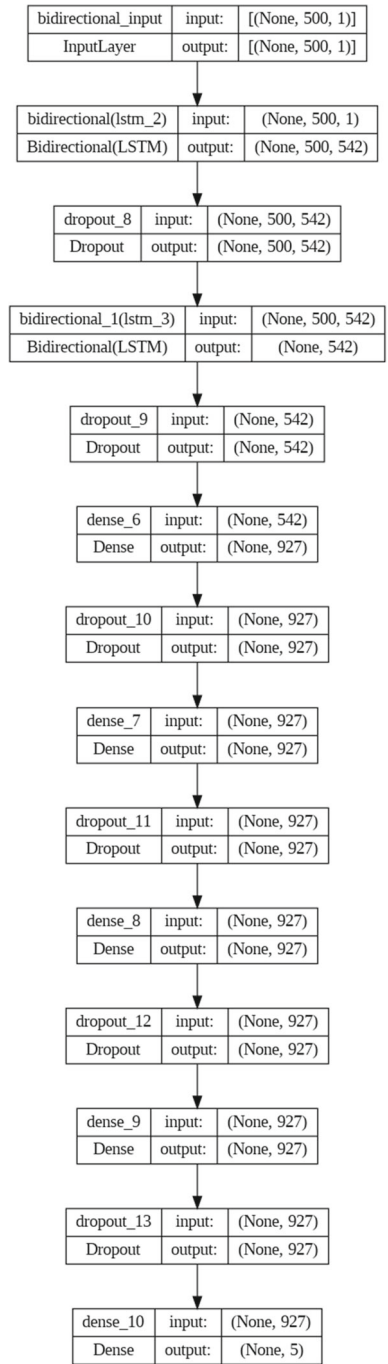 bidirectional_input input: [(None, 500, 1)]
InputLayer output: [(None, 500, 1)]
bidirectional(lstm_2) input: (None, 500, 1)
Bidirectional(LSTM) output: (None, 500, 542)
dropout_8 input: (None, 500, 542)
Dropout output: (None, 500, 542)
bidirectional_1(lstm_3) input: (None, 500, 542)
Bidirectional(LSTM) output: (None, 542)
dropout_9 input: (None, 542)
Dropout output: (None, 542)
dense_6 input: (None, 542)
Dense output: (None, 927)
dropout_10 input: (None, 927)
Dropout output: (None, 927)
dense_7 input: (None, 927)
Dense output: (None, 927)
dropout_11 input: (None, 927)
Dropout output: (None, 927)
dense_8 input: (None, 927)
Dense output: (None, 927)
dropout_12 input: (None, 927)
Dropout output: (None, 927)
dense_9 input: (None, 927)
Dense output: (None, 927)
dropout_13 input: (None, 927)
Dropout output: (None, 927)
dense_10 input: (None, 927)
Dense output: (None, 5)